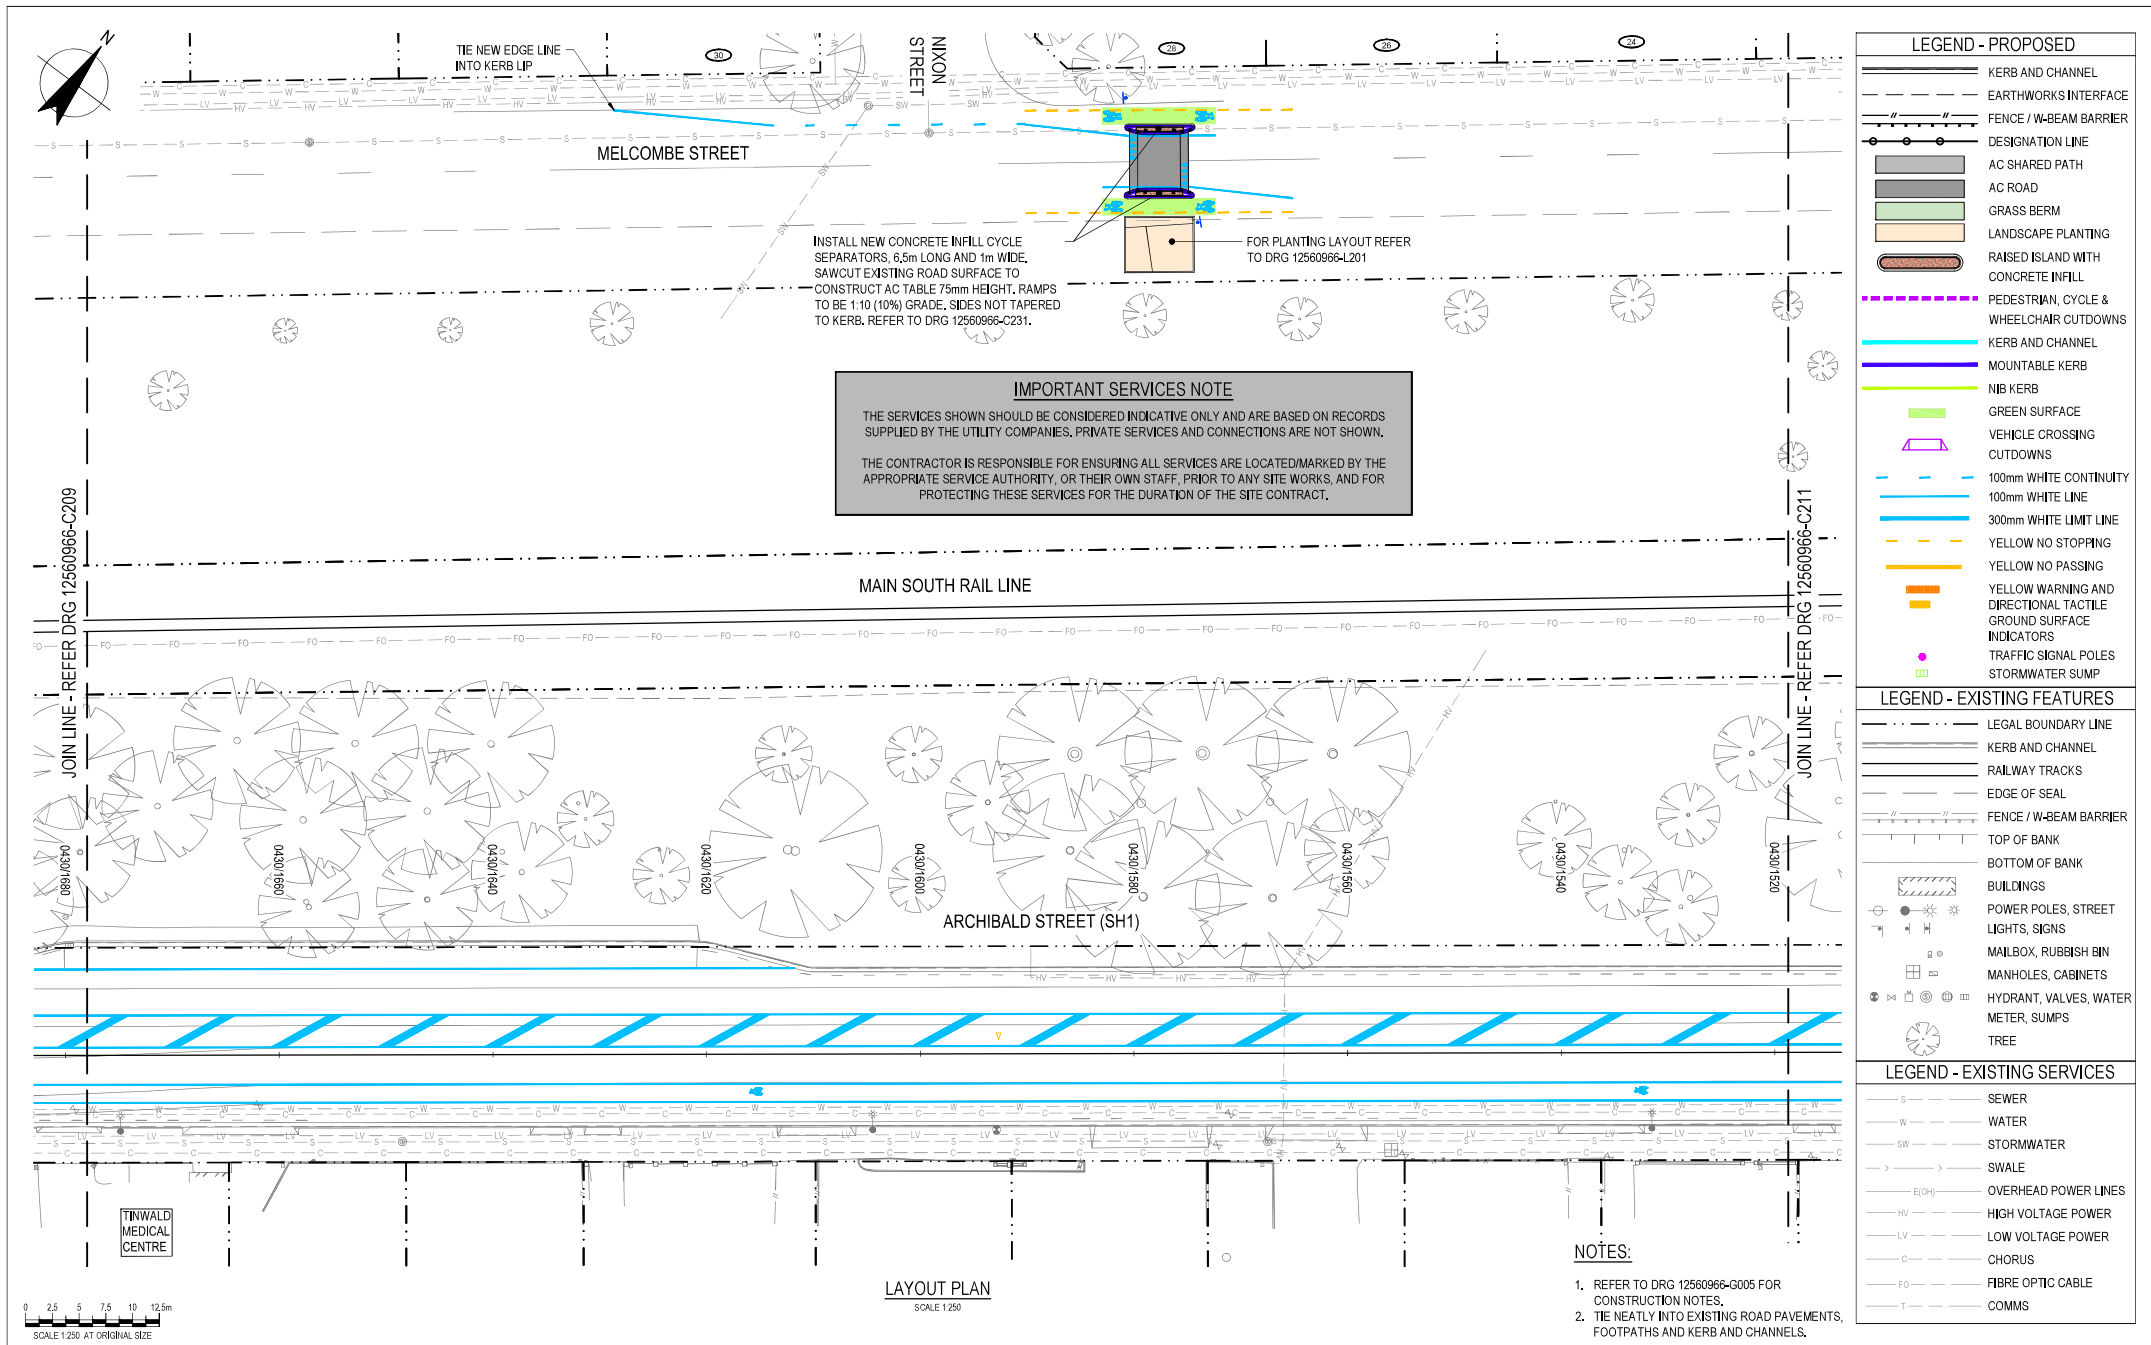 N
TIE NEW EDGE LINE
INTO KERB LIP
30
NIXON
STREET
28
26
24
MELCOMBE STREET
INSTALL NEW CONCRETE INFILL CYCLE
SEPARATORS, 6.5m LONG AND 1m WIDE.
SAWCUT EXISTING ROAD SURFACE TO
CONSTRUCT AC TABLE 75mm HEIGHT. RAMPS
TO BE 1:10 (10%) GRADE. SIDES NOT TAPERED
TO KERB. REFER TO DRG 12560966-C231.
FOR PLANTING LAYOUT REFER
TO DRG 12560966-L201
IMPORTANT SERVICES NOTE
THE SERVICES SHOWN SHOULD BE CONSIDERED INDICATIVE ONLY AND ARE BASED ON RECORDS
SUPPLIED BY THE UTILITY COMPANIES. PRIVATE SERVICES AND CONNECTIONS ARE NOT SHOWN.
THE CONTRACTOR IS RESPONSIBLE FOR ENSURING ALL SERVICES ARE LOCATED/MARKED BY THE
APPROPRIATE SERVICE AUTHORITY, OR THEIR OWN STAFF, PRIOR TO ANY SITE WORKS, AND FOR
PROTECTING THESE SERVICES FOR THE DURATION OF THE SITE CONTRACT.
JOIN LINE - REFER DRG 12560966-C209
JOIN LINE - REFER DRG 12560966-C211
MAIN SOUTH RAIL LINE
0430/1680
0430/1660
0430/1640
0430/1620
0430/1600
0430/1580
0430/1560
0430/1540
0430/1520
ARCHIBALD STREET (SH1)
TINWALD
MEDICAL
CENTRE
LAYOUT PLAN
SCALE 1:250
0 2.5 5 7.5 10 12.5m
SCALE 1:250 AT ORIGINAL SIZE
NOTES:
1. REFER TO DRG 12560966-G005 FOR
CONSTRUCTION NOTES.
2. TIE NEATLY INTO EXISTING ROAD PAVEMENTS,
FOOTPATHS AND KERB AND CHANNELS.
LEGEND - PROPOSED
KERB AND CHANNEL
EARTHWORKS INTERFACE
FENCE / W-BEAM BARRIER
DESIGNATION LINE
AC SHARED PATH
AC ROAD
GRASS BERM
LANDSCAPE PLANTING
RAISED ISLAND WITH
CONCRETE INFILL
PEDESTRIAN, CYCLE &
WHEELCHAIR CUTDOWNS
KERB AND CHANNEL
MOUNTABLE KERB
NIB KERB
GREEN SURFACE
VEHICLE CROSSING
CUTDOWNS
100mm WHITE CONTINUITY
100mm WHITE LINE
300mm WHITE LIMIT LINE
YELLOW NO STOPPING
YELLOW NO PASSING
YELLOW WARNING AND
DIRECTIONAL TACTILE
GROUND SURFACE
INDICATORS
TRAFFIC SIGNAL POLES
STORMWATER SUMP
LEGEND - EXISTING FEATURES
LEGAL BOUNDARY LINE
KERB AND CHANNEL
RAILWAY TRACKS
EDGE OF SEAL
FENCE / W-BEAM BARRIER
TOP OF BANK
BOTTOM OF BANK
BUILDINGS
POWER POLES, STREET
LIGHTS, SIGNS
MAILBOX, RUBBISH BIN
MANHOLES, CABINETS
HYDRANT, VALVES, WATER
METER, SUMPS
TREE
LEGEND - EXISTING SERVICES
S SEWER
W WATER
SW STORMWATER
SWALE
E(OH) OVERHEAD POWER LINES
HV HIGH VOLTAGE POWER
LV LOW VOLTAGE POWER
C CHORUS
FO FIBRE OPTIC CABLE
T COMMS